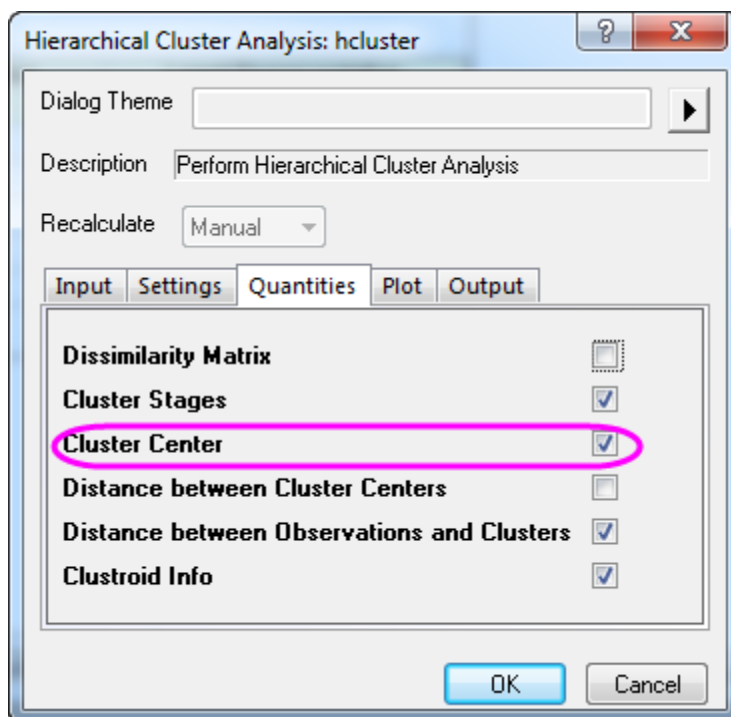 Hierarchical Cluster Analysis: hcluster
Dialog Theme
Description Perform Hierarchical Cluster Analysis
Recalculate Manual
Input Settings Quantities Plot Output
Dissimilarity Matrix
Cluster Stages
Cluster Center
Distance between Cluster Centers
Distance between Observations and Clusters
Clustroid Info
OK Cancel